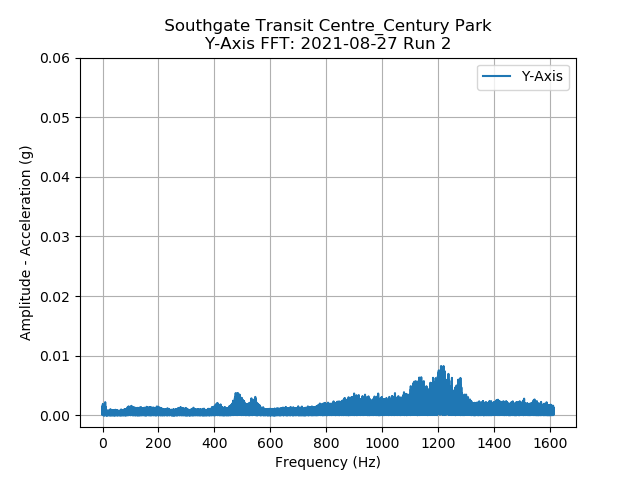 Southgate Transit Centre_Century Park
Y-Axis FFT: 2021-08-27 Run 2
Y-Axis
0.06
0.05
0.04
0.03
0.02
0.01
0.00
Amplitude - Acceleration (g)
0 200 400 600 800 1000 1200 1400 1600
Frequency (Hz)